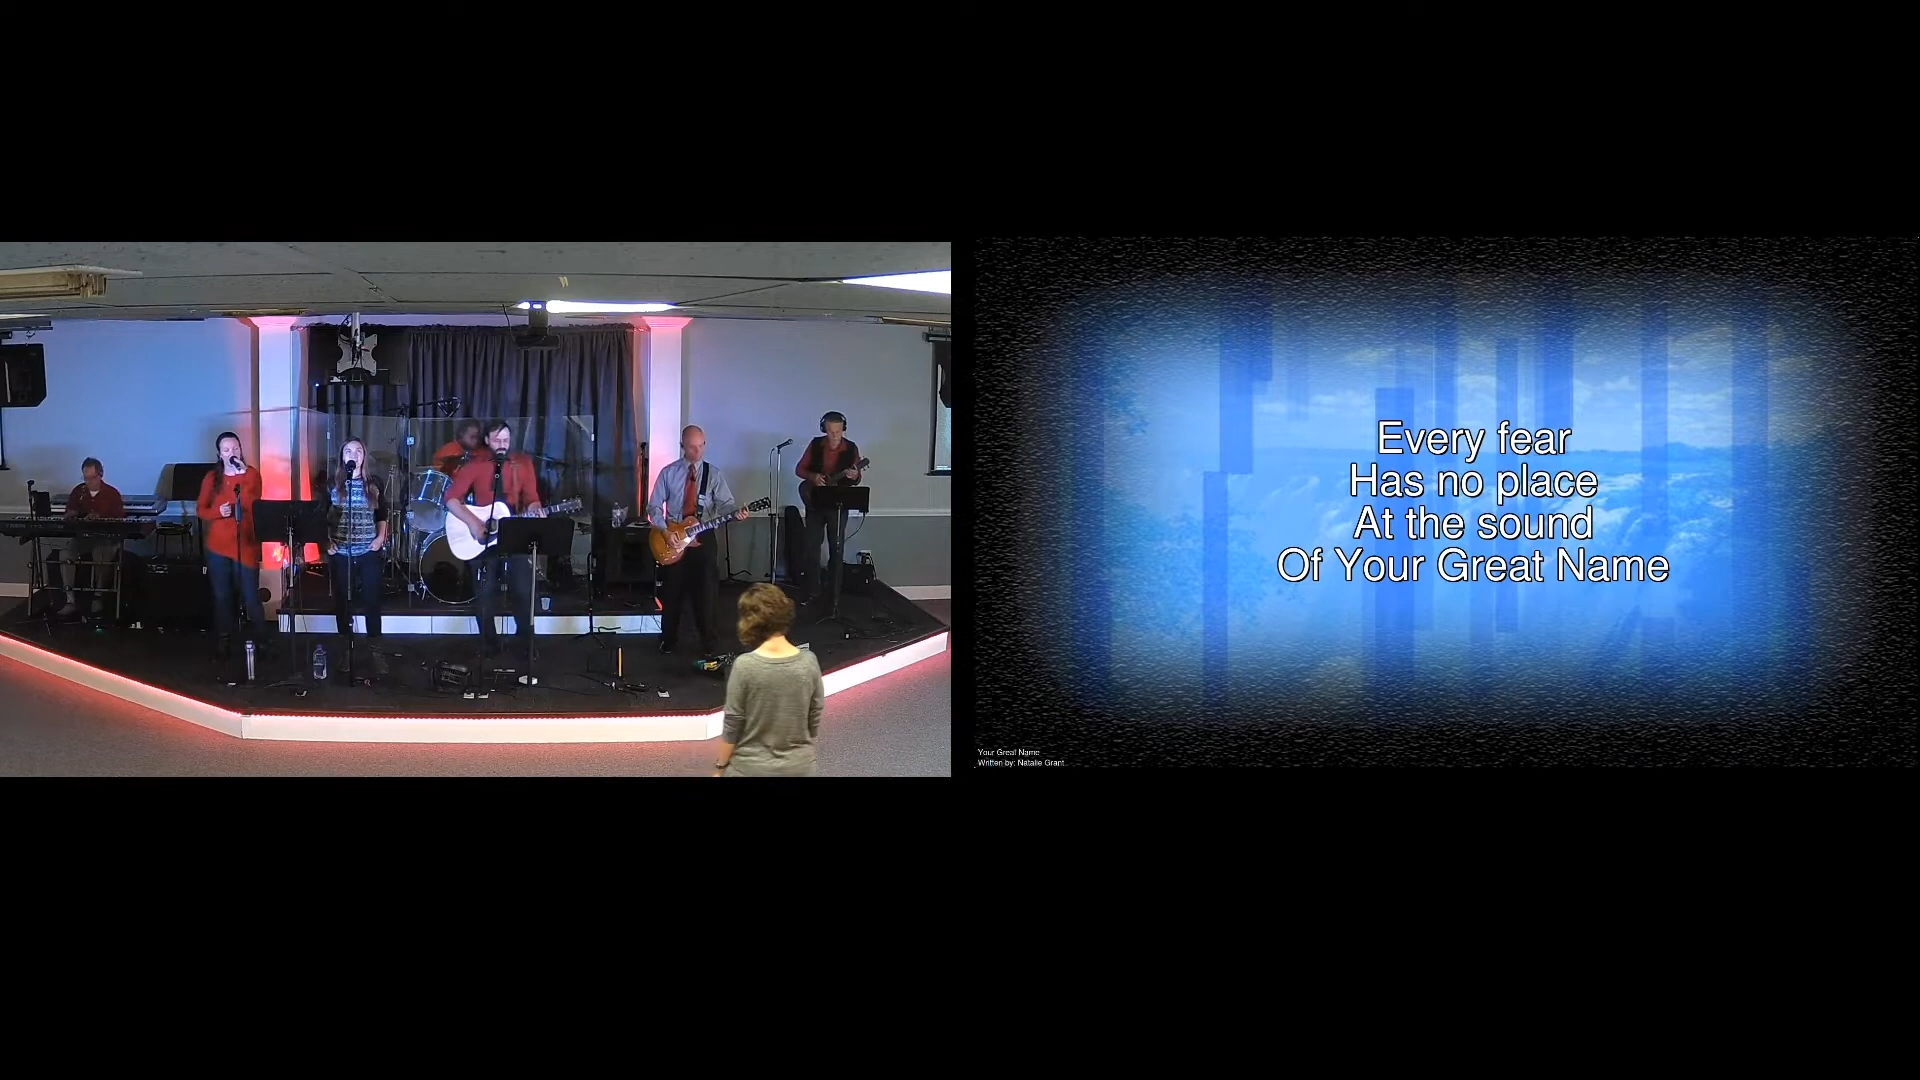 Every fear
Has no place
At the sound
Of Your Great Name
Your Great Name
Written by: Natalie Grant